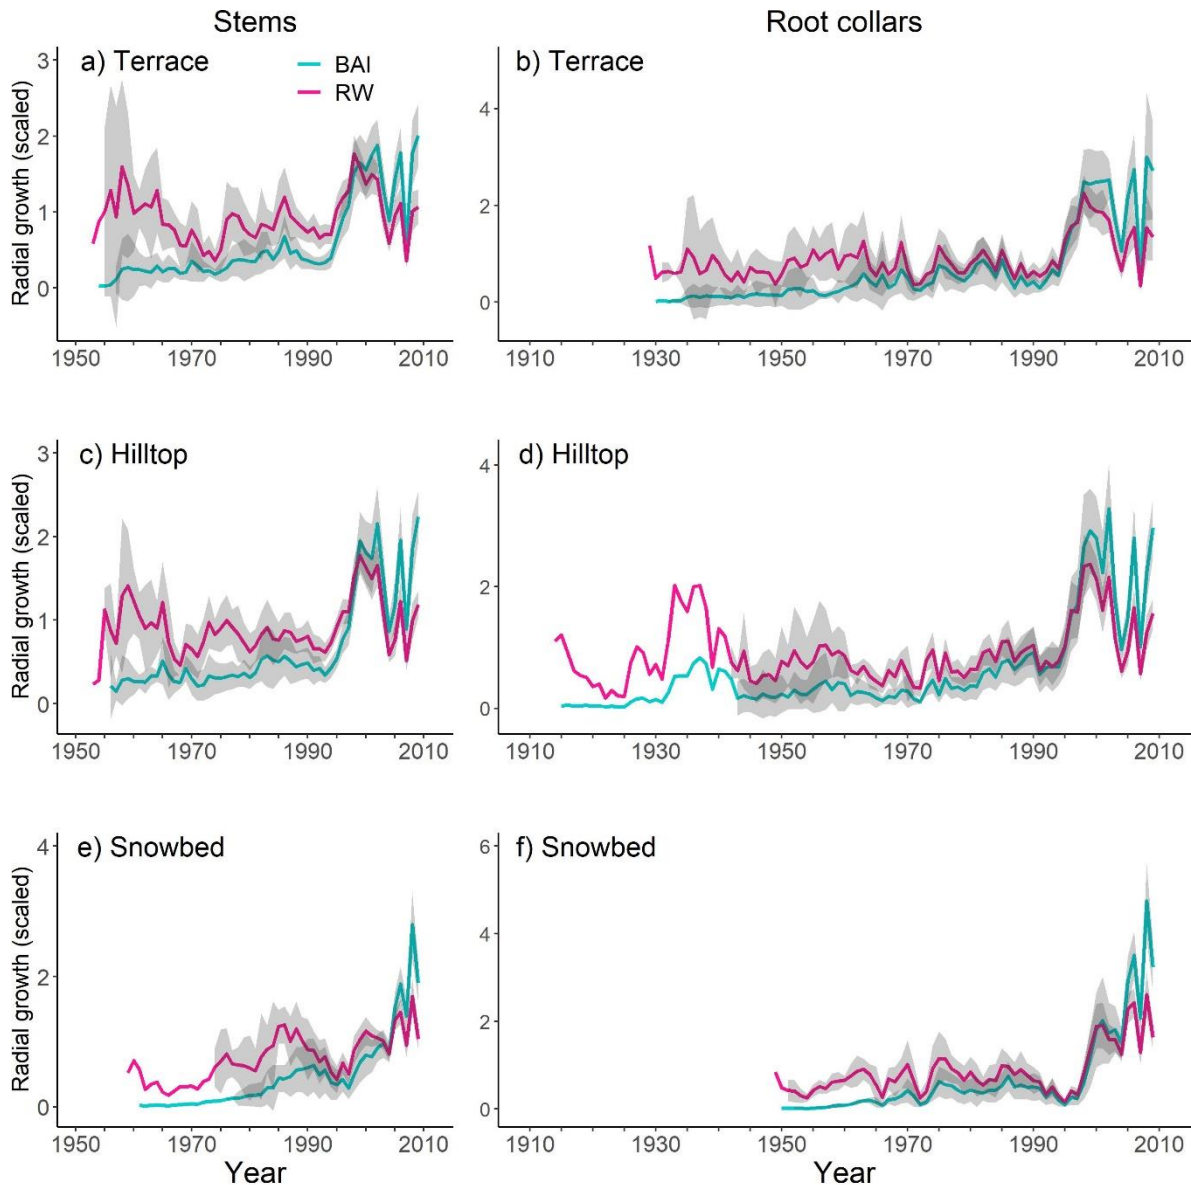 Stems
Root collars
a) Terrace
BAI
RW
b) Terrace
Radial growth (scaled)
3
2
1
0
4
2
0
1950 1970 1990 2010
1910 1930 1950 1970 1990 2010
c) Hilltop
d) Hilltop
Radial growth (scaled)
3
2
1
0
4
2
0
1950 1970 1990 2010
1910 1930 1950 1970 1990 2010
e) Snowbed
f) Snowbed
Radial growth (scaled)
4
2
0
6
4
2
0
1950 1970 1990 2010
1910 1930 1950 1970 1990 2010
Year
Year